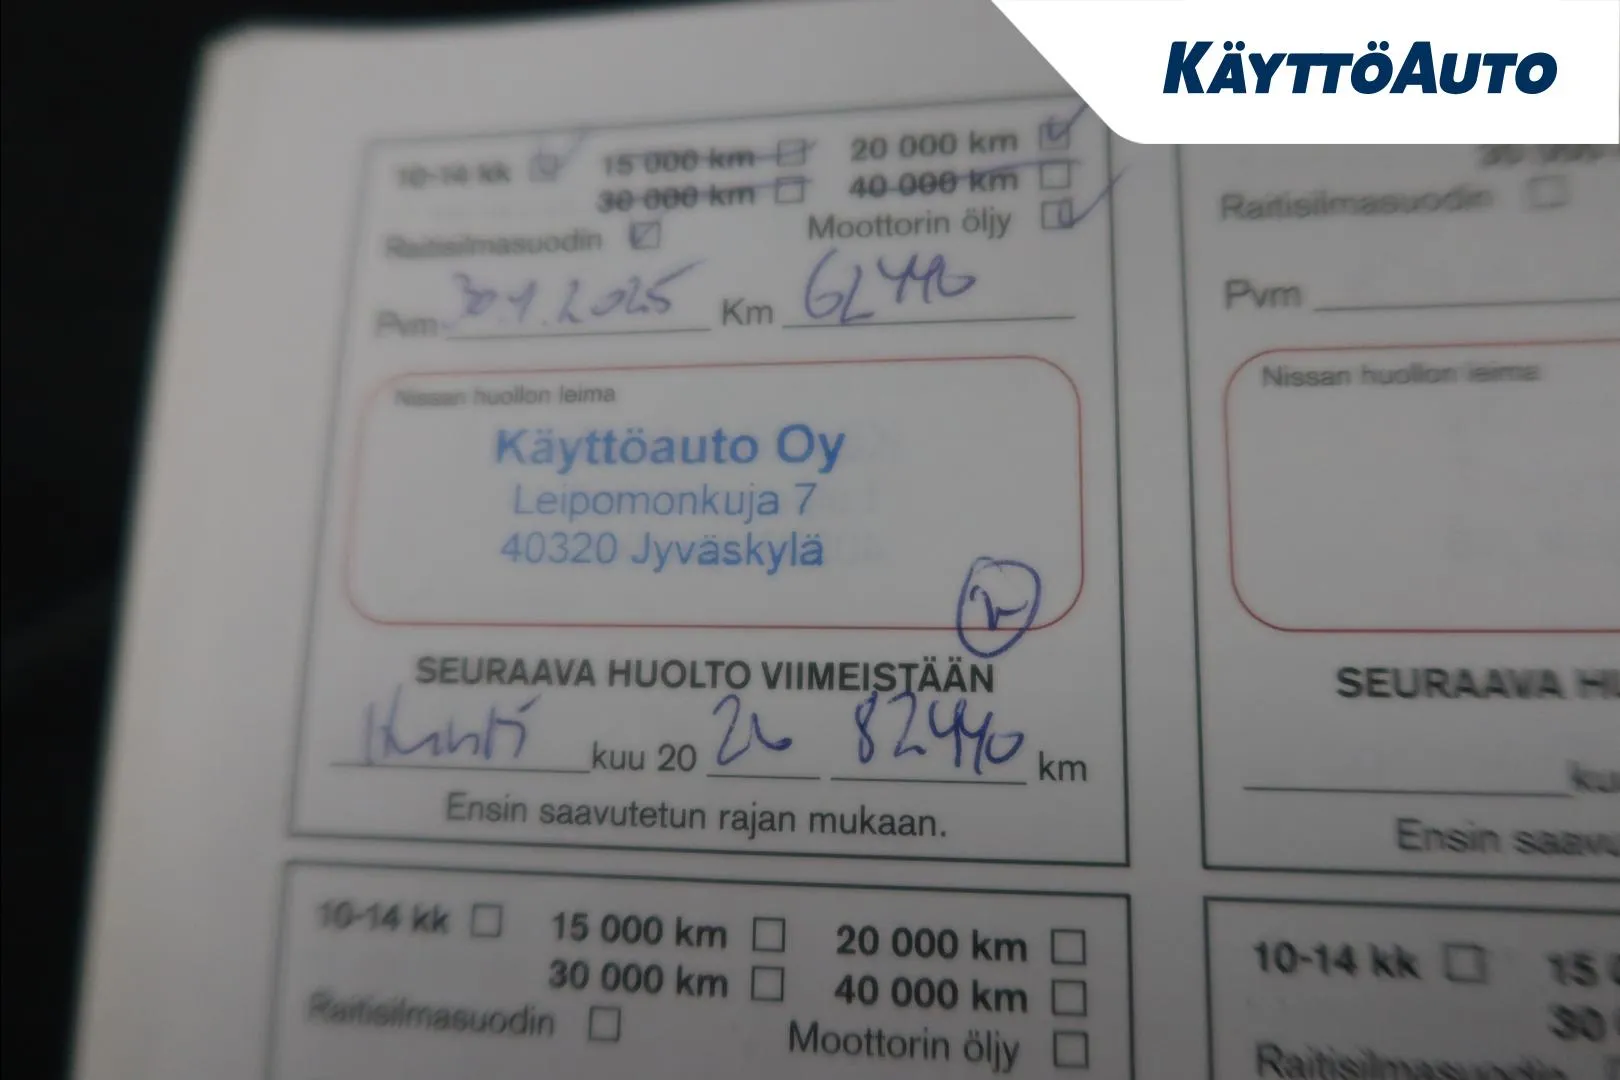 KÄYTTÖAUTO
10-14 kk 15 000 km 20 000 km
30 000 km 40 000 km
Raitisilmasuodin Moottorin öljy
Pvm 30.1.2025 Km 62440
Nissan huollon leima
Käyttöauto Oy
Leipomonkuja 7
40320 Jyväskylä
SEURAAVA HUOLTO VIIMEISTÄÄN
kuu 20 26 82440 km
Ensin saavutetun rajan mukaan.
10-14 kk 15 000 km 20 000 km
30 000 km 40 000 km
Raitisilmasuodin Moottorin öljy
Raitisilmasuodin
Pvm
Nissan huollon leima
SEURAAVA
Ensin
10-14 kk 15
30
Raitisilmasuodin